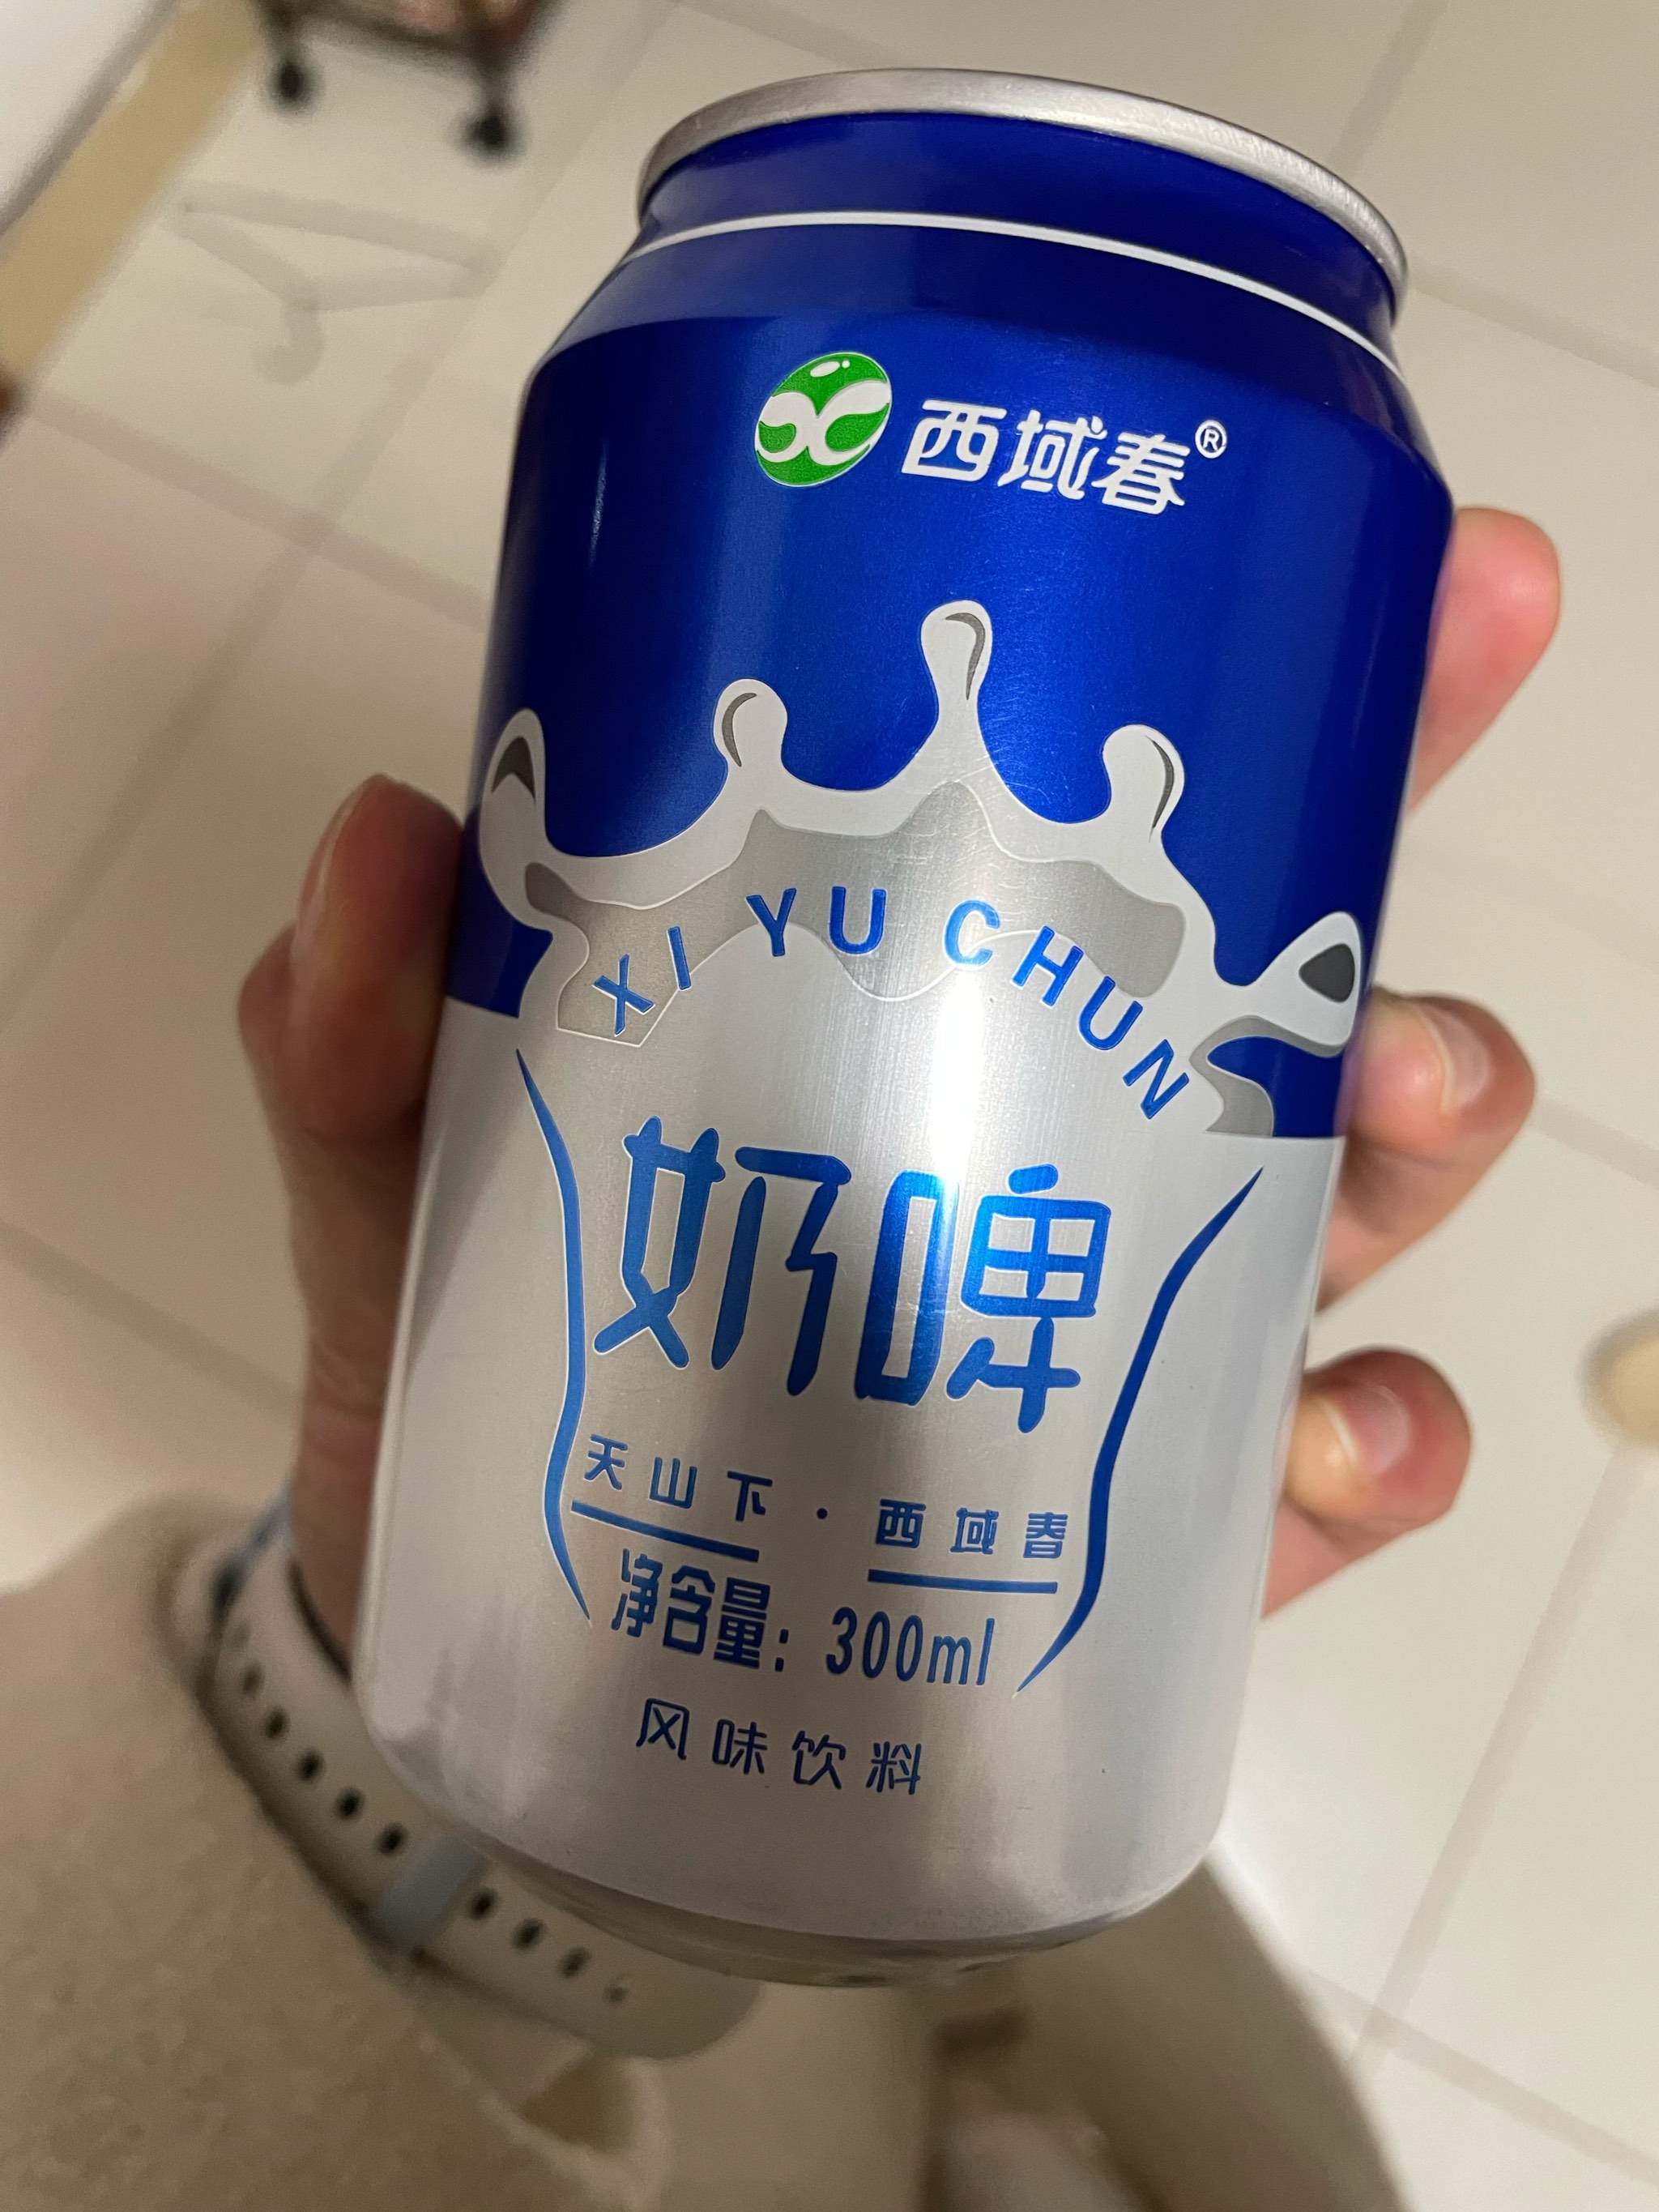 西域春®
XI YU CHUN
奶啤
天山下·西域春
净含量：300ml
风味饮料